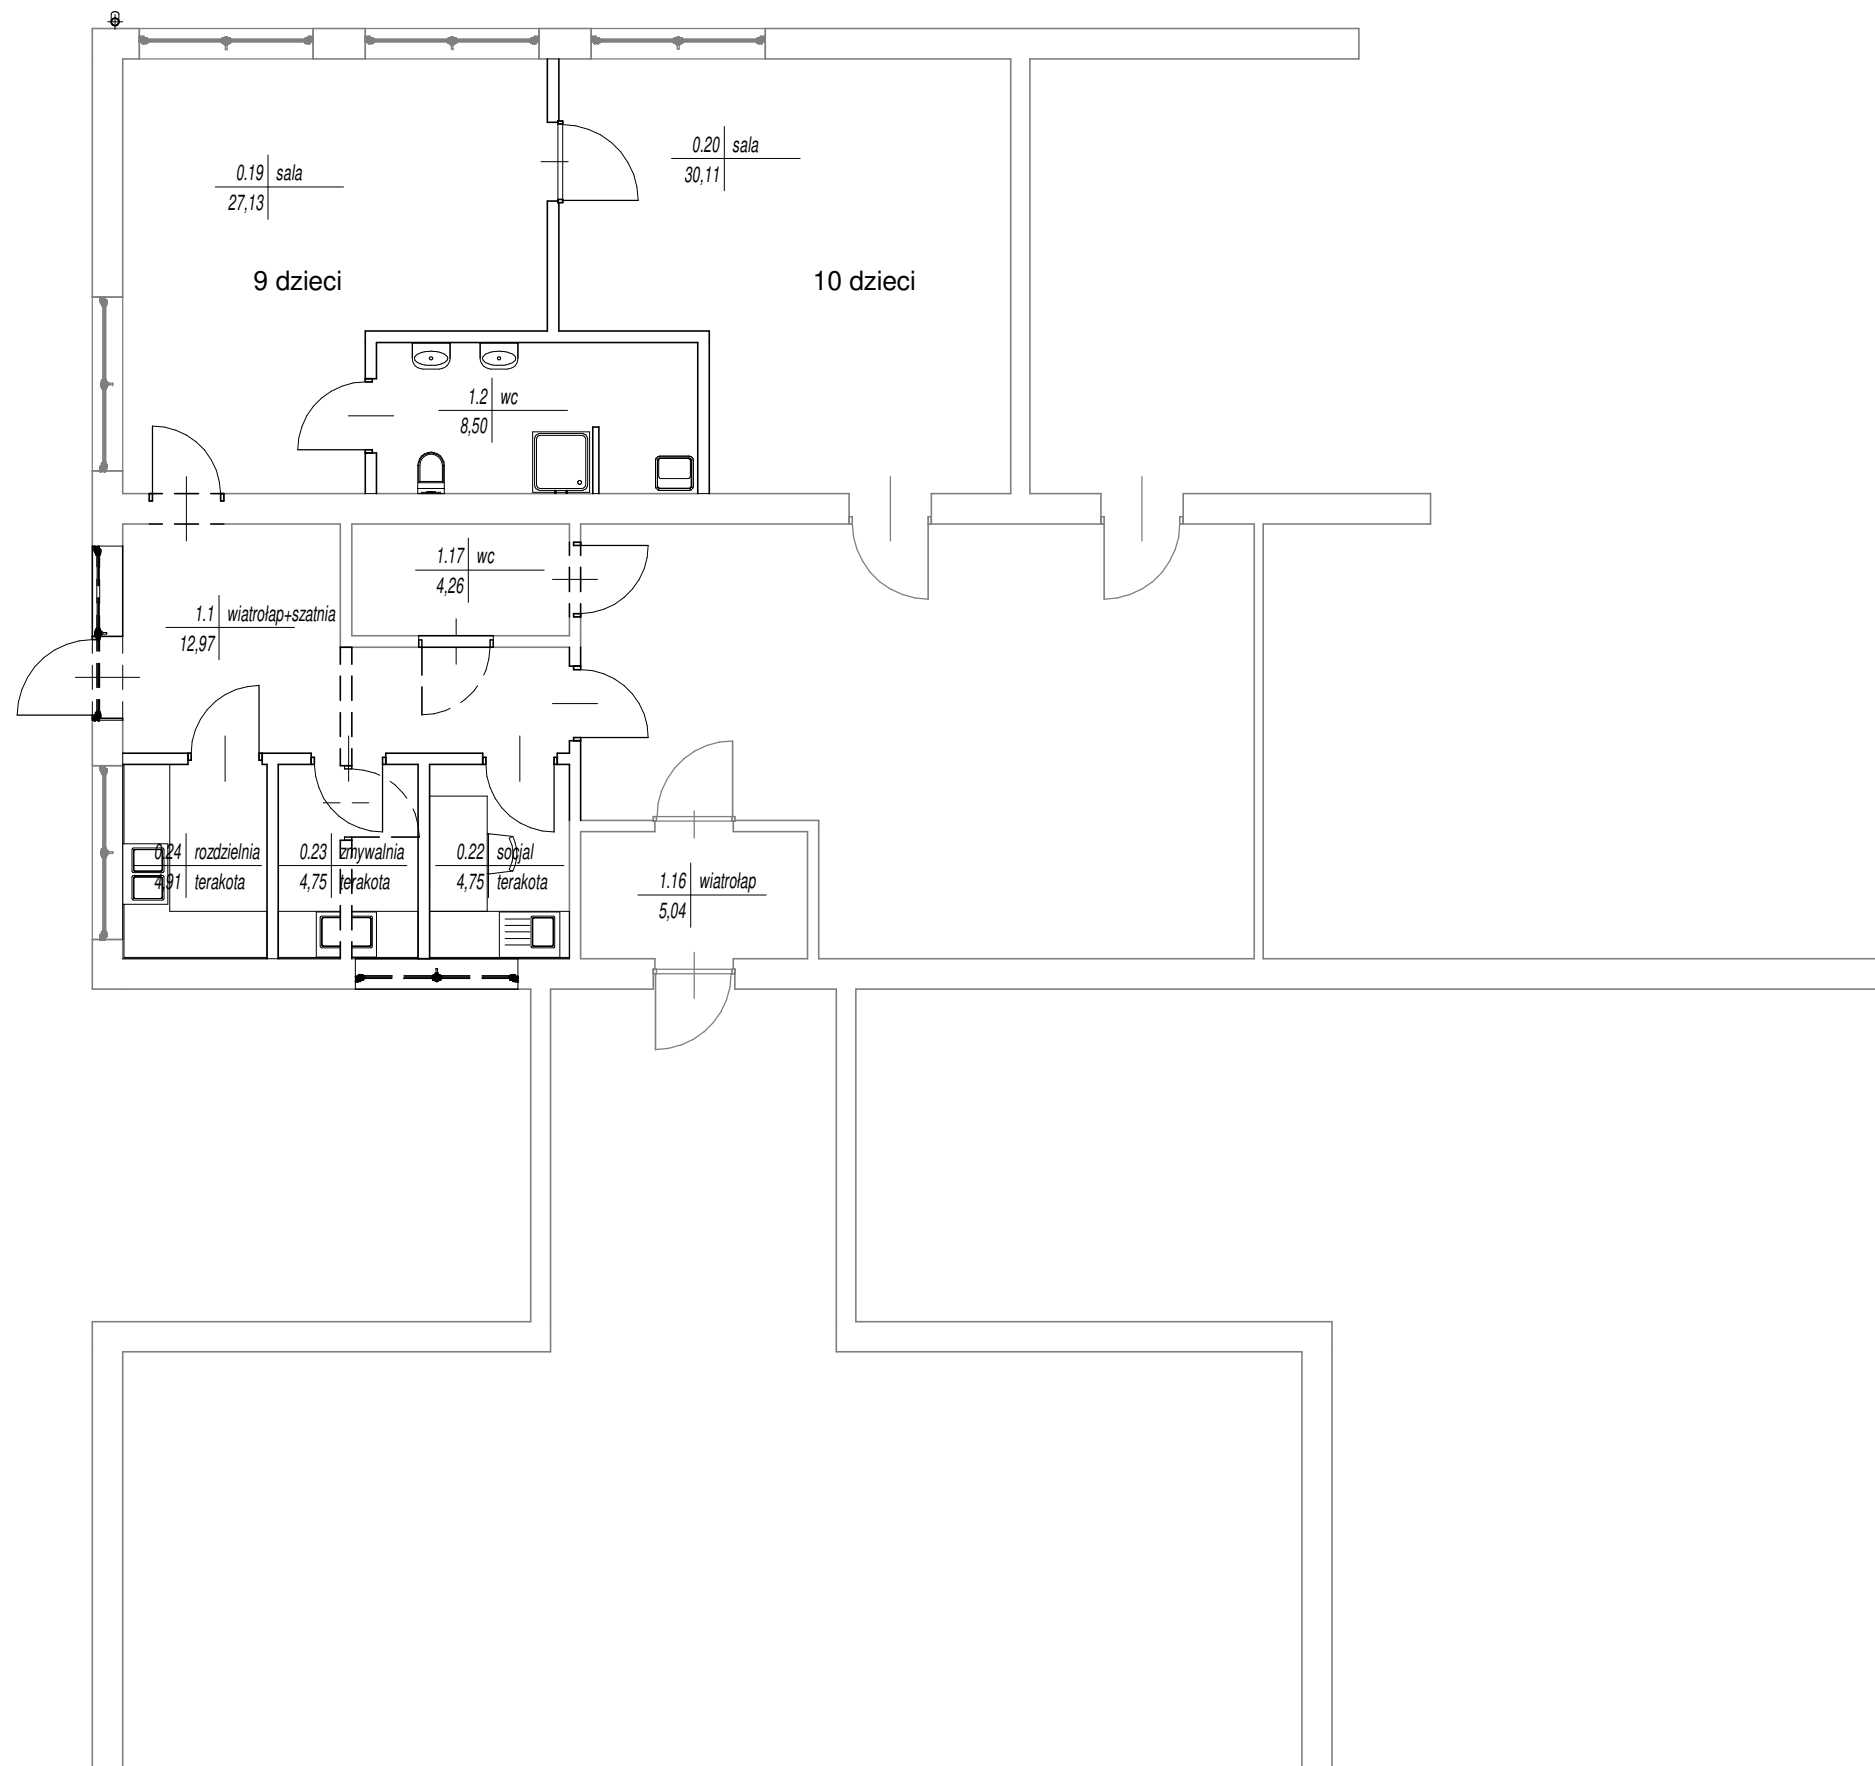 0.20 sala
30,11
0.19 sala
27,13
9 dzieci
10 dzieci
1.2 wc
8,50
1.17 wc
4,26
1.1 wiatrołap+szatnia
12,97
0.24 rozdzielnia
4,91 terakota
0.23 zmywalnia
4,75 terakota
0.22 socjal
4,75 terakota
1.16 wiatrołap
5,04